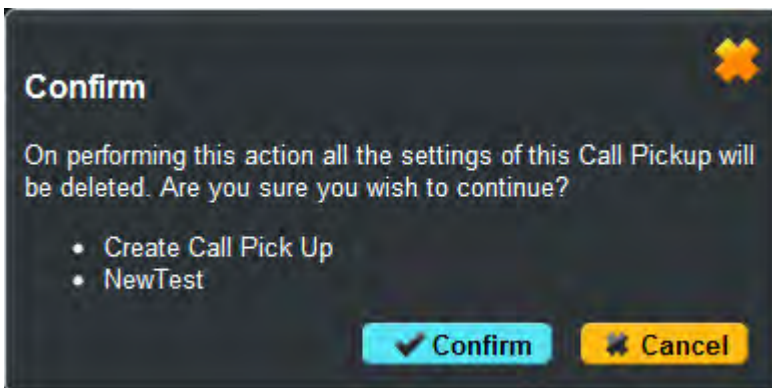 Confirm
On performing this action all the settings of this Call Pickup will
be deleted. Are you sure you wish to continue?
• Create Call Pick Up
• NewTest
Confirm Cancel